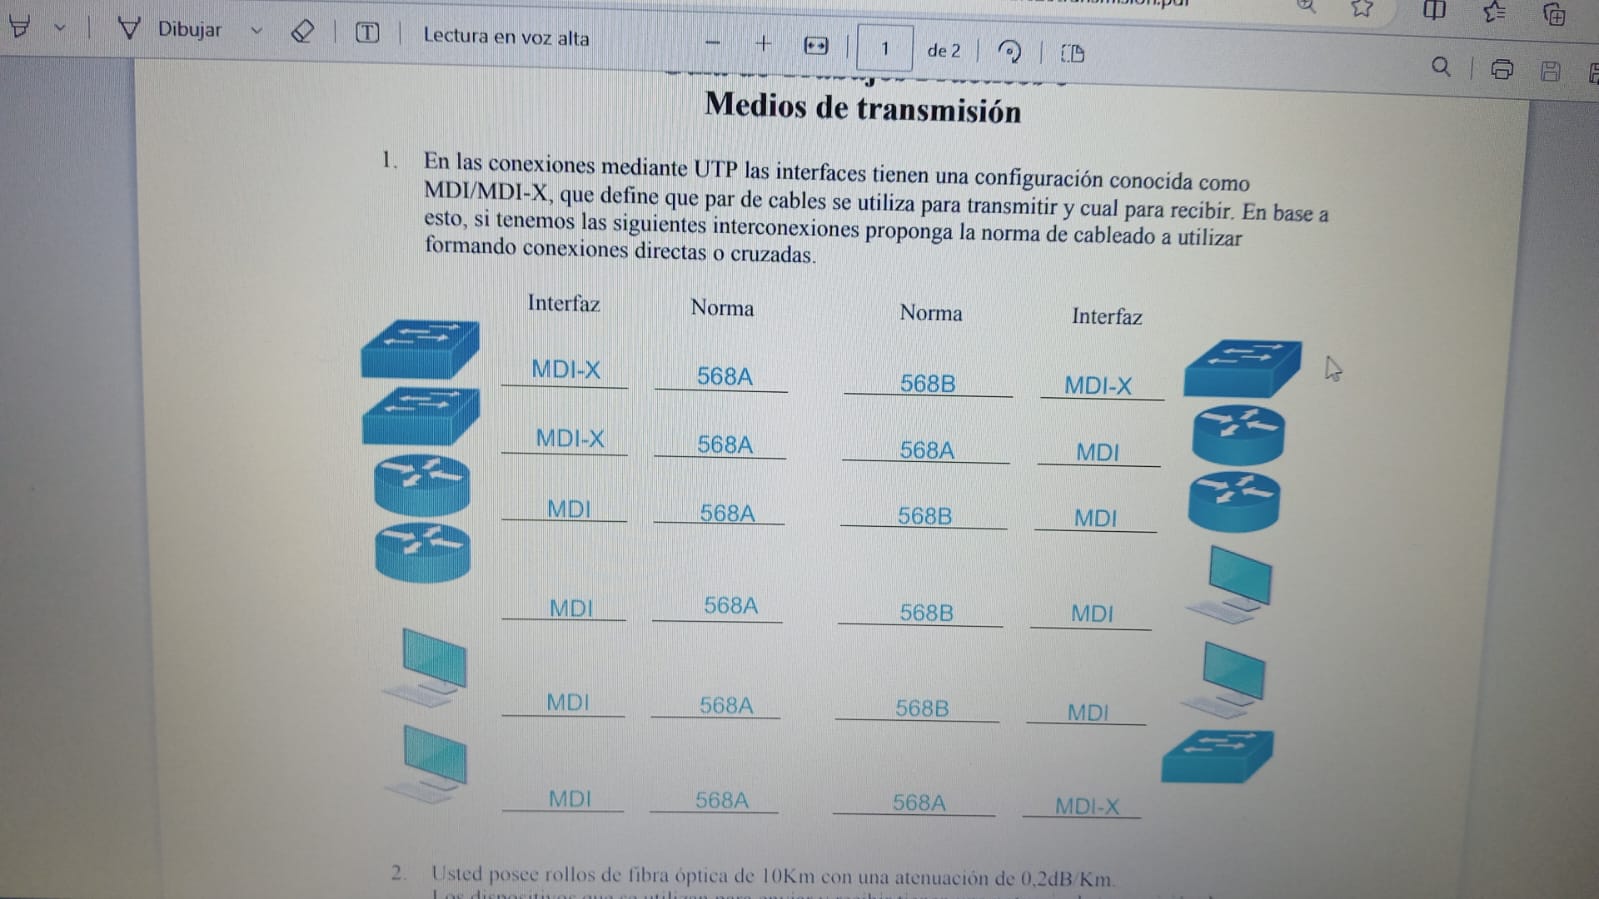 Dibujar
T
Lectura en voz alta
1
de 2
Medios de transmisión
1. En las conexiones mediante UTP las interfaces tienen una configuración conocida como
MDI/MDI-X, que define que par de cables se utiliza para transmitir y cual para recibir. En base a
esto, si tenemos las siguientes interconexiones proponga la norma de cableado a utilizar
formando conexiones directas o cruzadas.
Interfaz Norma Norma Interfaz
MDI-X 568A 568B MDI-X
MDI-X 568A 568A MDI
MDI 568A 568B MDI
MDI 568A 568B MDI
MDI 568A 568B MDI
MDI 568A 568A MDI-X
2. Usted posee rollos de fibra óptica de 10Km con una atenuación de 0,2dB/Km.